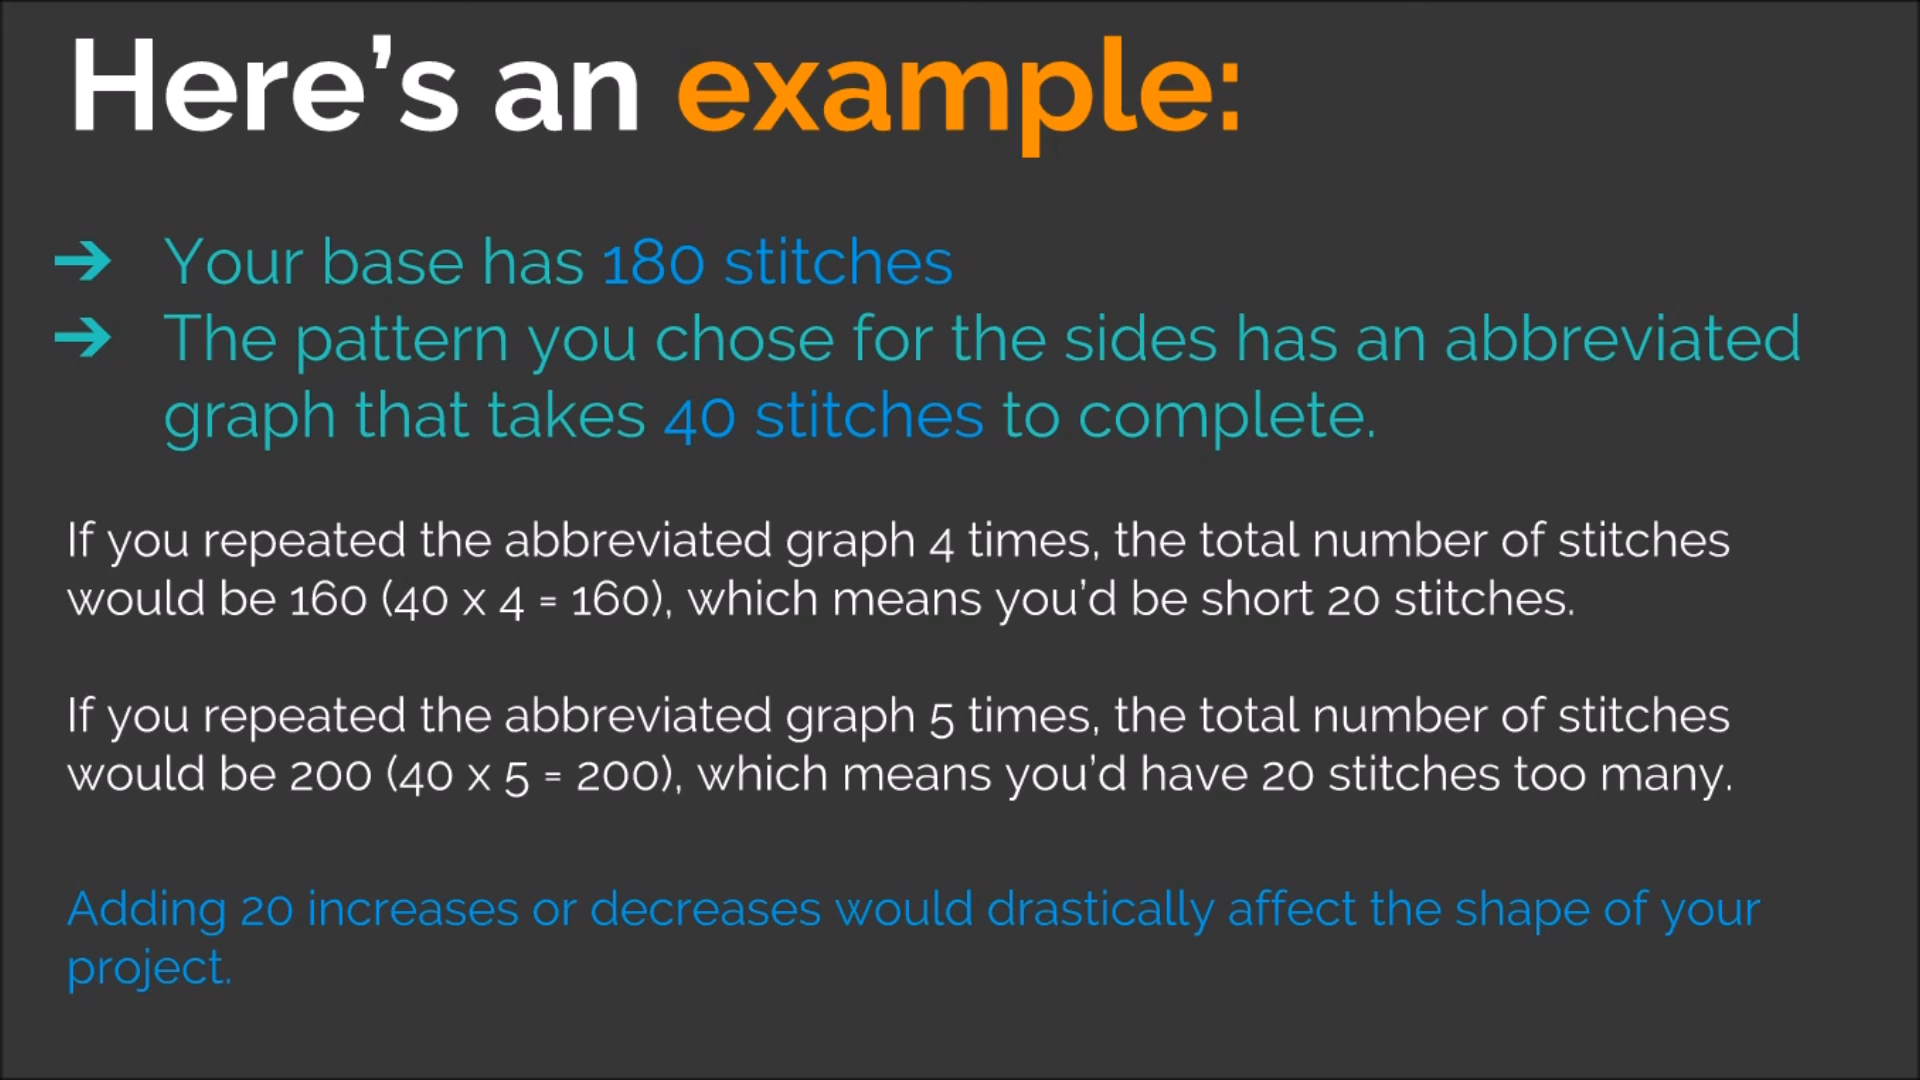 Here's an example:
➔ Your base has 180 stitches
➔ The pattern you chose for the sides has an abbreviated
graph that takes 40 stitches to complete.
If you repeated the abbreviated graph 4 times, the total number of stitches
would be 160 (40 x 4 = 160), which means you'd be short 20 stitches.
If you repeated the abbreviated graph 5 times, the total number of stitches
would be 200 (40 x 5 = 200), which means you'd have 20 stitches too many.
Adding 20 increases or decreases would drastically affect the shape of your
project.